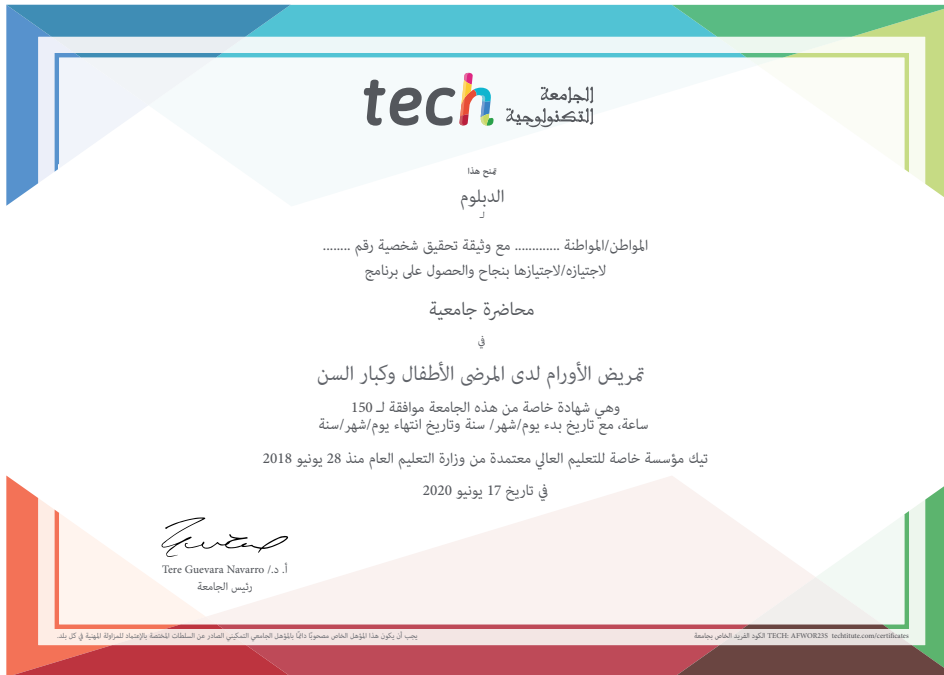 tech الجامعة
التكنولوجية
يمنح هذا
الدبلوم
لـ
المواطن/المواطنة ............ مع وثيقة تحقيق شخصية رقم ........
لاجتيازه/لاجتيازها بنجاح والحصول على برنامج
محاضرة جامعية
في
تمريض الأورام لدى المرضى الأطفال وكبار السن
وهي شهادة خاصة من هذه الجامعة موافقة لـ 150
ساعة، مع تاريخ بدء يوم/شهر/ سنة وتاريخ انتهاء يوم/شهر/سنة
تيك مؤسسة خاصة للتعليم العالي معتمدة من وزارة التعليم العام منذ 28 يونيو 2018
في تاريخ 17 يونيو 2020
أ. د./ Tere Guevara Navarro
رئيس الجامعة
يجب أن يكون هذا المؤهل الخاص مصحوبًا دائمًا بالمؤهل الجامعي التمكيني الصادر عن السلطات المختصة بالإعتماد للمزاولة المهنية في كل بلد.
الكود الفريد الخاص بجامعة TECH: AFWOR23S techtitute.com/certificates